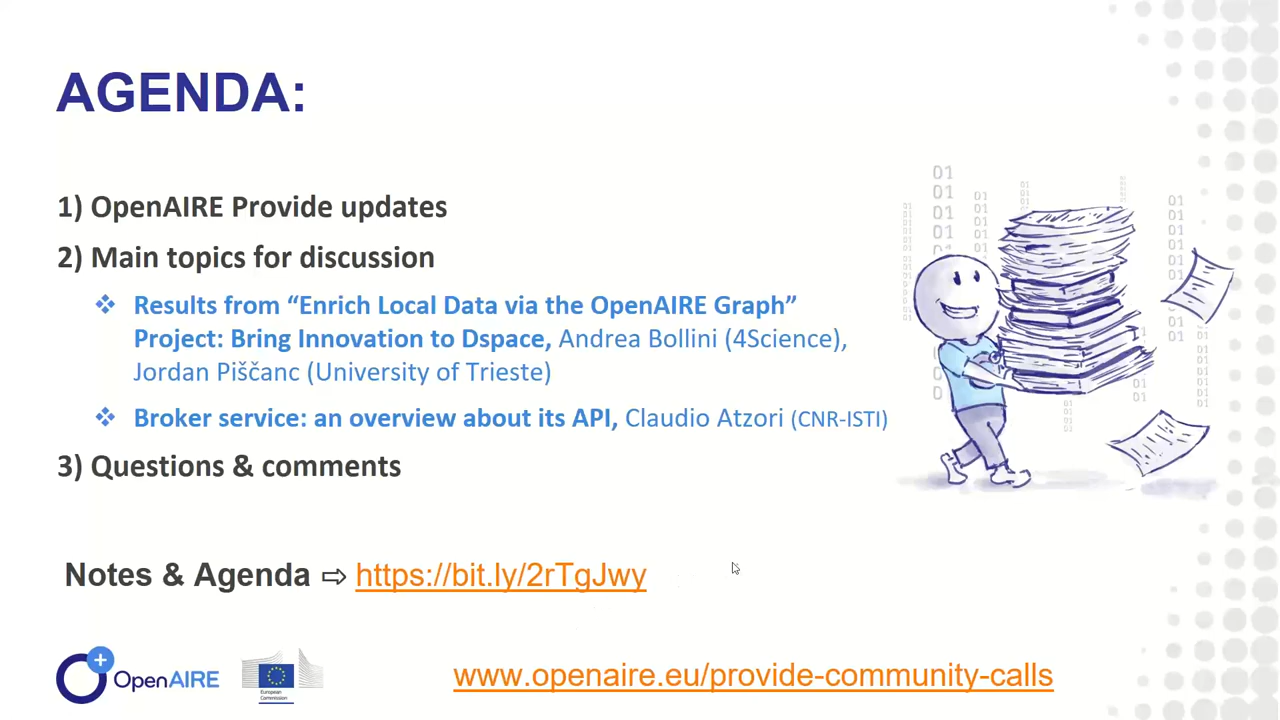 AGENDA:
1) OpenAIRE Provide updates
2) Main topics for discussion
❖ Results from “Enrich Local Data via the OpenAIRE Graph”
Project: Bring Innovation to Dspace, Andrea Bollini (4Science),
Jordan Piščanc (University of Trieste)
❖ Broker service: an overview about its API, Claudio Atzori (CNR-ISTI)
3) Questions & comments
Notes & Agenda ⇨ https://bit.ly/2rTgJwy
OpenAIRE
European
Commission
www.openaire.eu/provide-community-calls